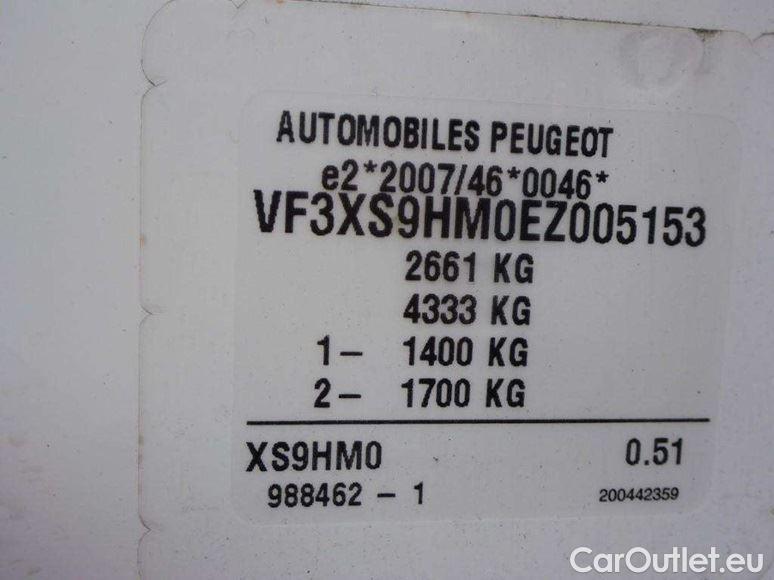 AUTOMOBILES PEUGEOT
e2*2007/46*0046*
VF3XS9HM0EZ005153
2661 KG
4333 KG
1- 1400 KG
2- 1700 KG
XS9HM0 0.51
988462 - 1 200442359
CarOutlet.eu